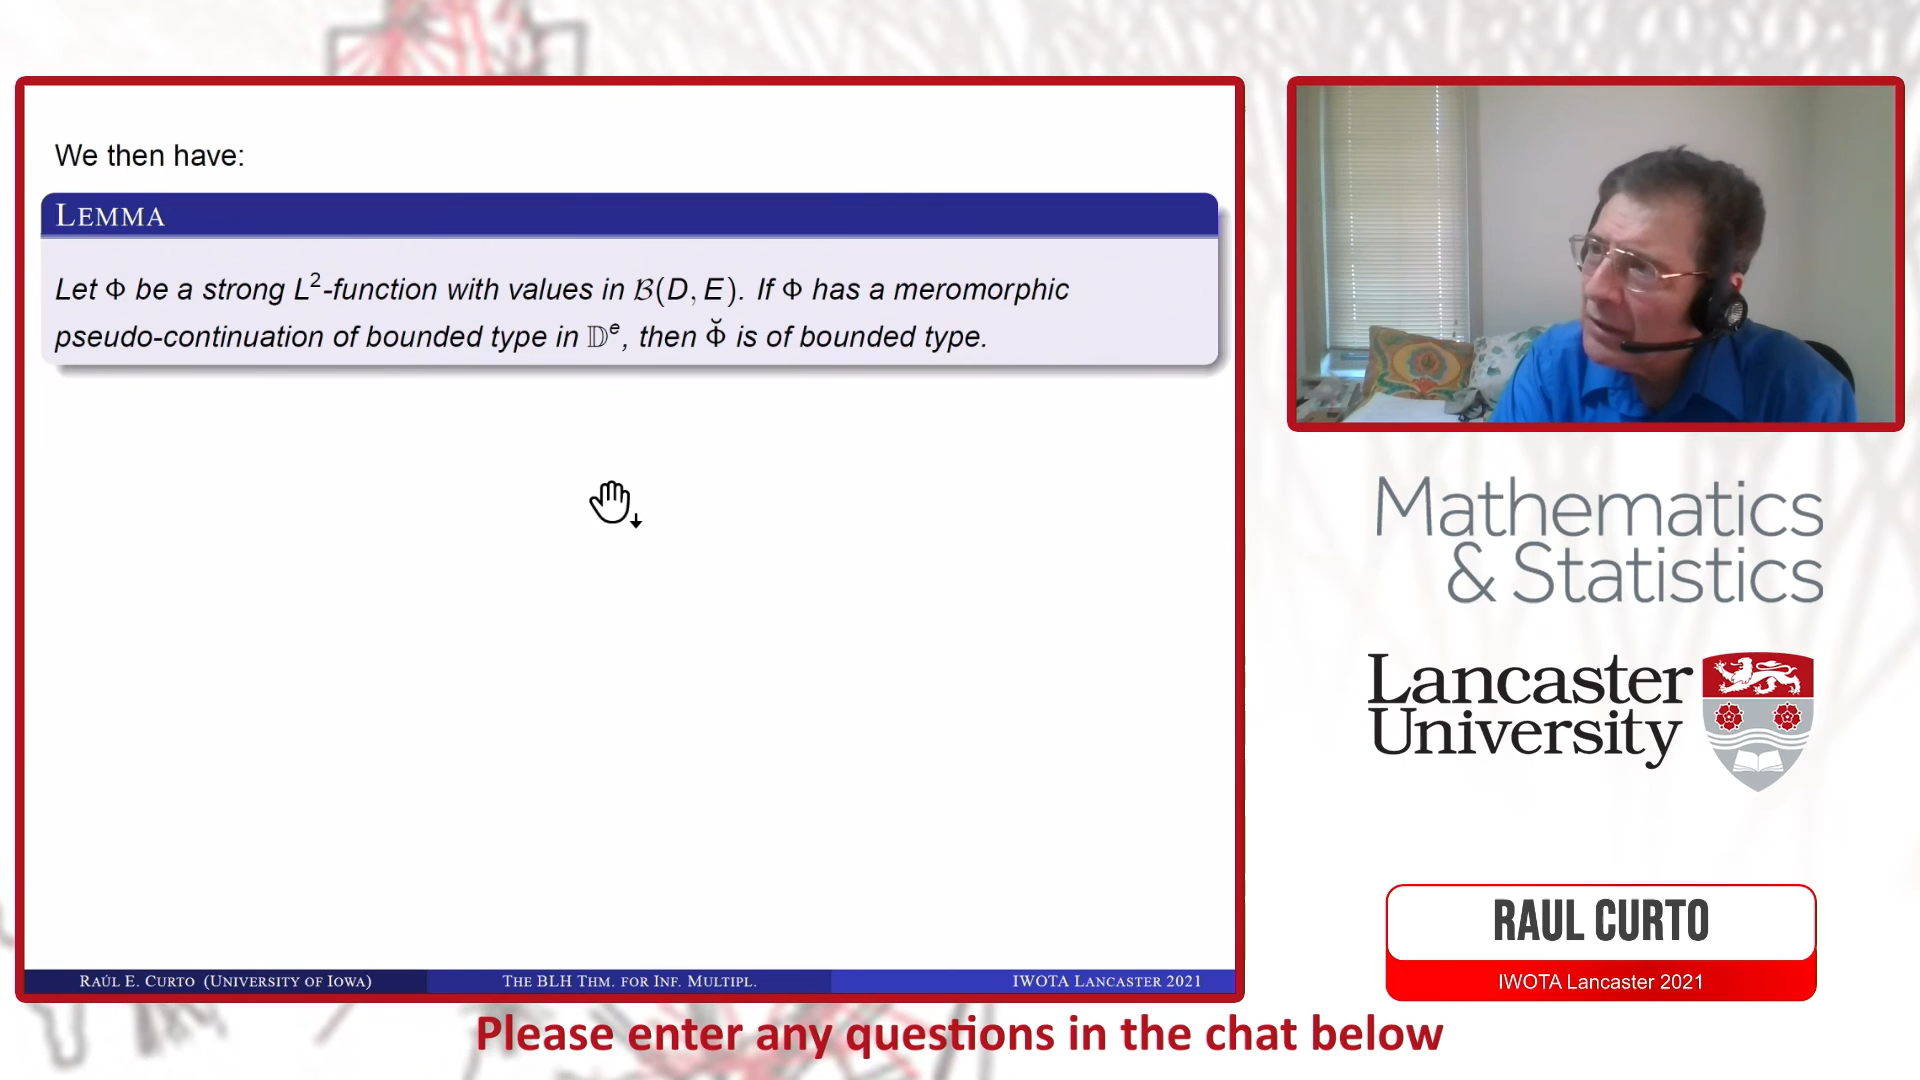 We then have:
LEMMA
Let Φ be a strong L²-function with values in ℬ(D, E). If Φ has a meromorphic
pseudo-continuation of bounded type in 𝔻ᵉ, then Φ̆ is of bounded type.
RAÚL E. CURTO (UNIVERSITY OF IOWA)
THE BLH THM. FOR INF. MULTIPL.
IWOTA LANCASTER 2021
Mathematics
& Statistics
Lancaster
University
RAUL CURTO
IWOTA Lancaster 2021
Please enter any questions in the chat below